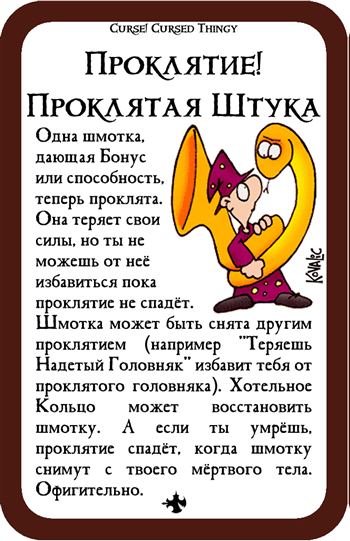 Curse! Cursed Thingy
Проклятие!
Проклятая Штука
Одна шмотка,
дающая Бонус
или способность,
теперь проклята.
Она теряет свои
силы, но ты не
можешь от неё
избавиться пока
проклятие не спадёт.
Шмотка может быть снята другим
проклятием (например "Теряешь
Надетый Головняк" избавит тебя от
проклятого головняка). Хотельное
Кольцо может восстановить
шмотку. А если ты умрёшь,
проклятие спадёт, когда шмотку
снимут с твоего мёртвого тела.
Офигительно.
Kovalic